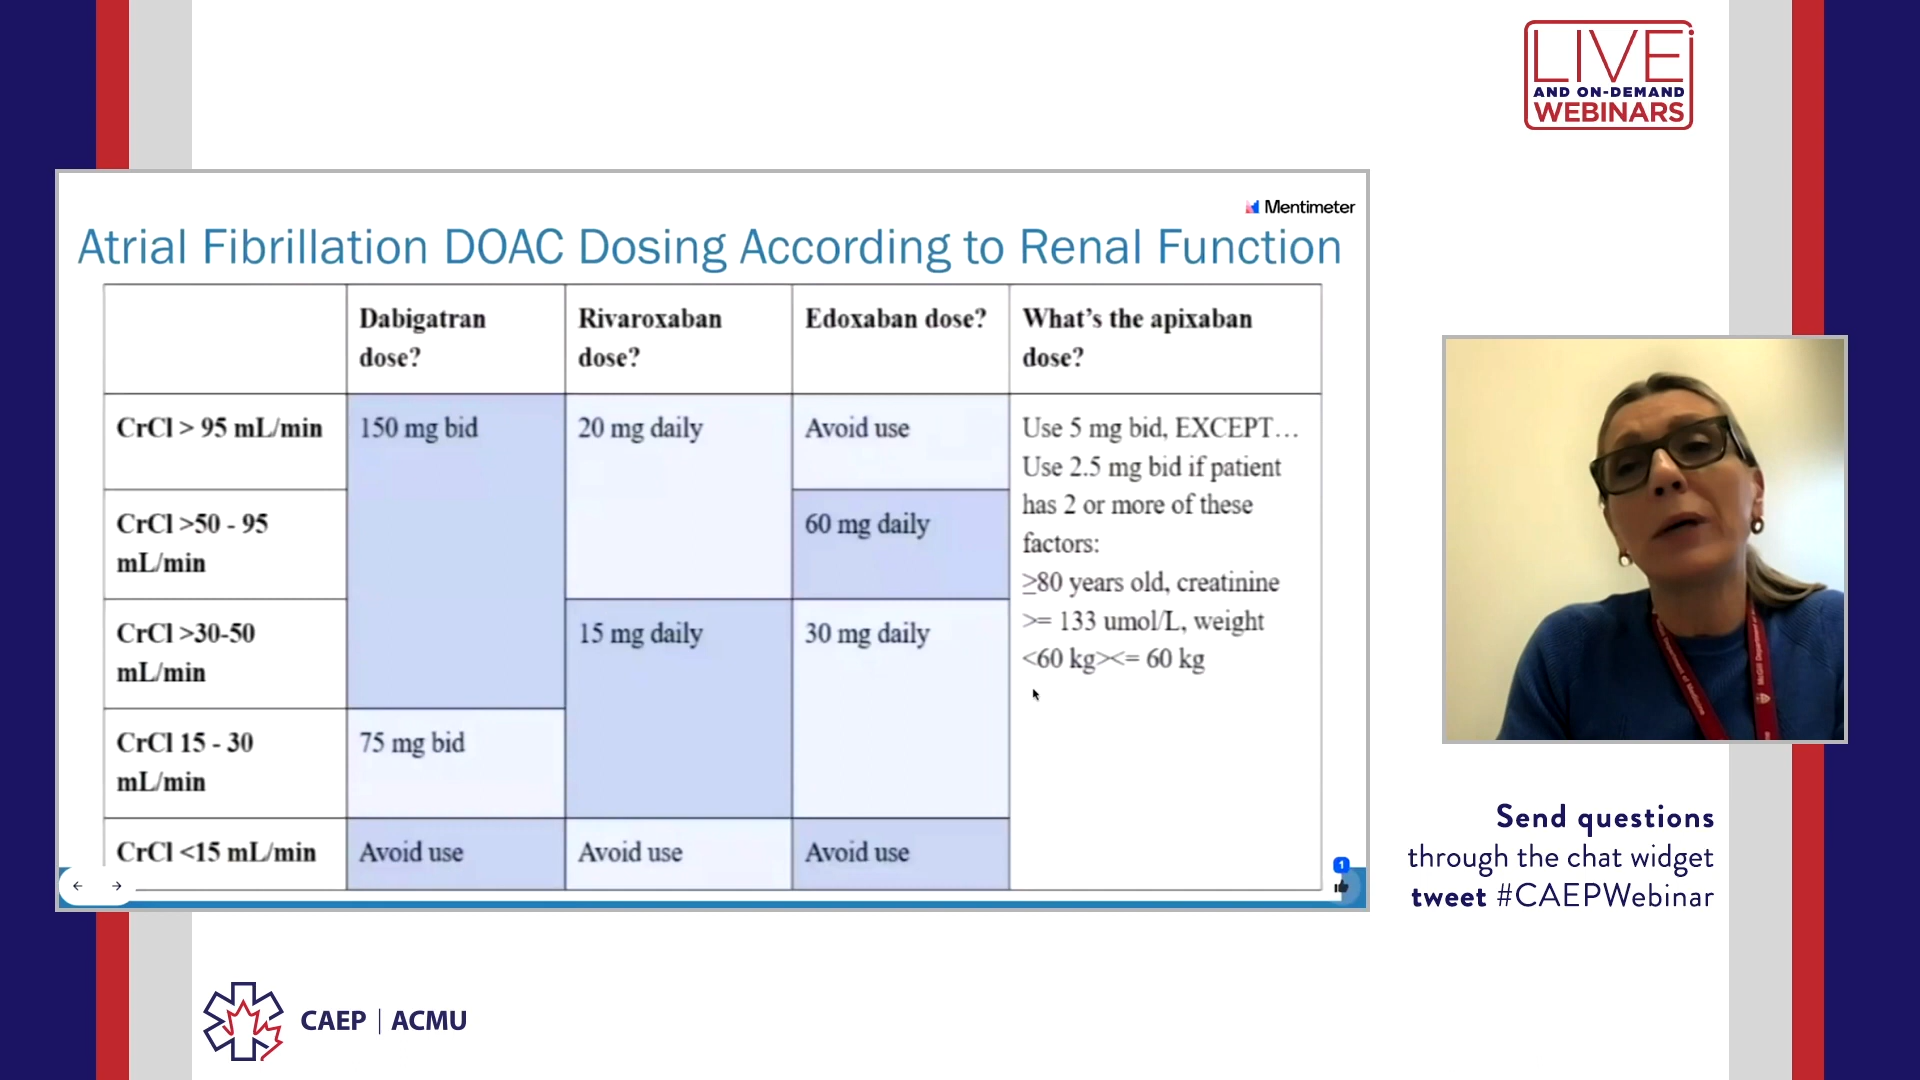 LIVE
AND ON-DEMAND
WEBINARS
Mentimeter
Atrial Fibrillation DOAC Dosing According to Renal Function
Dabigatran
dose?
Rivaroxaban
dose?
Edoxaban dose?
What's the apixaban
dose?
CrCl > 95 mL/min
150 mg bid
20 mg daily
Avoid use
Use 5 mg bid, EXCEPT…
Use 2.5 mg bid if patient
has 2 or more of these
factors:
≥80 years old, creatinine
>= 133 umol/L, weight
<60 kg><= 60 kg
CrCl >50 - 95
mL/min
60 mg daily
CrCl >30-50
mL/min
15 mg daily
30 mg daily
CrCl 15 - 30
mL/min
75 mg bid
CrCl <15 mL/min
Avoid use
Avoid use
Avoid use
1
Send questions
through the chat widget
tweet #CAEPWebinar
CAEP | ACMU